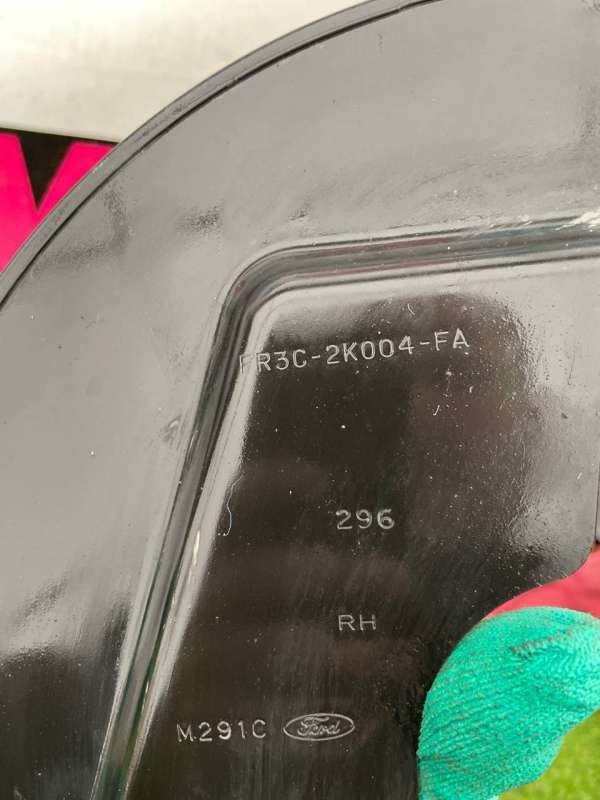 FR3C-2K004-FA
296
RH
M291C Ford